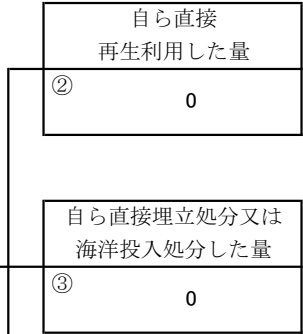 自ら直接
再生利用した量
②
0
自ら直接埋立処分又は
海洋投入処分した量
③
0